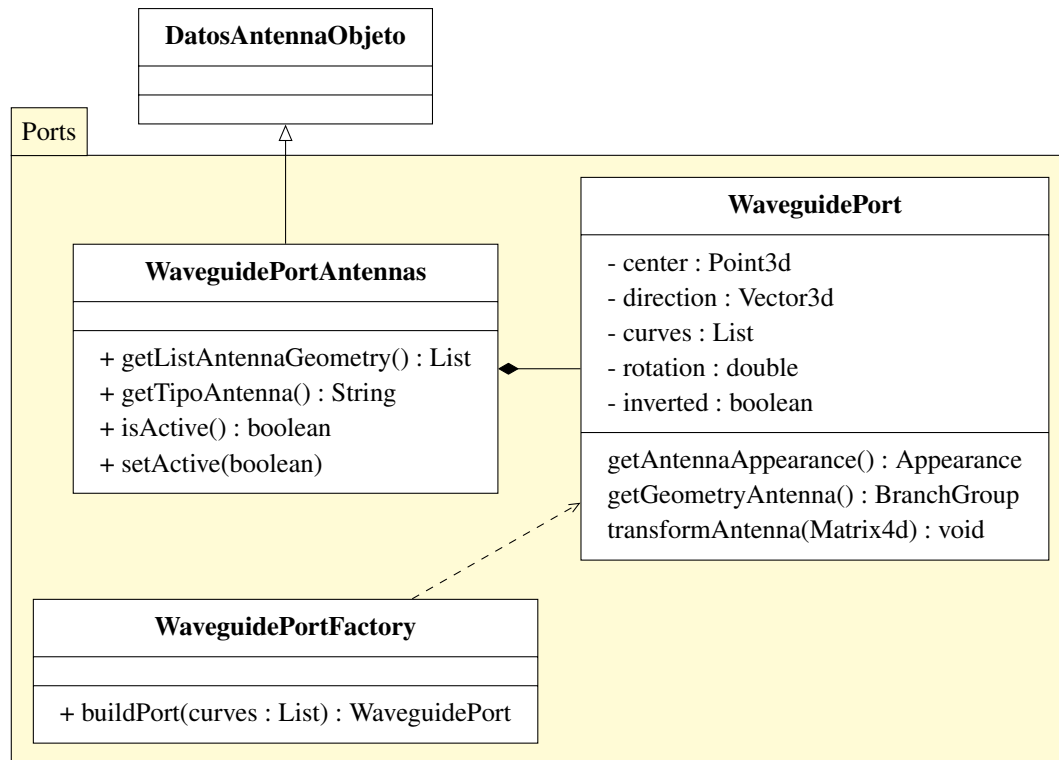 DatosAntennaObjeto
Ports
WaveguidePortAntennas
+ getListAntennaGeometry() : List
+ getTipoAntenna() : String
+ isActive() : boolean
+ setActive(boolean)
WaveguidePort
- center : Point3d
- direction : Vector3d
- curves : List
- rotation : double
- inverted : boolean
getAntennaAppearance() : Appearance
getGeometryAntenna() : BranchGroup
transformAntenna(Matrix4d) : void
WaveguidePortFactory
+ buildPort(curves : List) : WaveguidePort